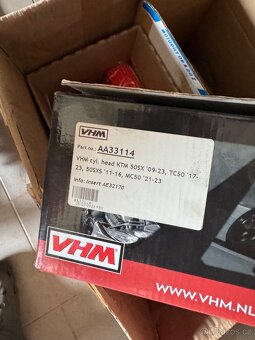 VHM
Part no.: AA33114
VHM cyl. head KTM 50SX '09-23, TC50 '17-
23, 50SXS '11-16, MC50 '21-23
Info: Insert AE32170
VHM
WWW.VHM.NL